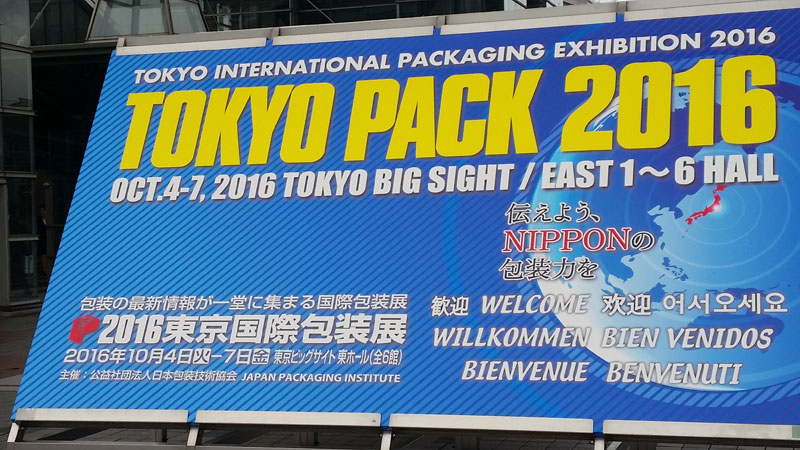 TOKYO INTERNATIONAL PACKAGING EXHIBITION 2016
TOKYO PACK 2016
OCT.4-7, 2016 TOKYO BIG SIGHT / EAST 1〜6 HALL
伝えよう、
NIPPONの
包装力を
包装の最新情報が一堂に集まる国際包装展
2016東京国際包装展
2016年10月4日火−7日金 東京ビッグサイト 東ホール(全6館)
主催:公益社団法人日本包装技術協会 JAPAN PACKAGING INSTITUTE
歓迎 WELCOME 欢迎 어서오세요
WILLKOMMEN BIEN VENIDOS
BIENVENUE BENVENUTI